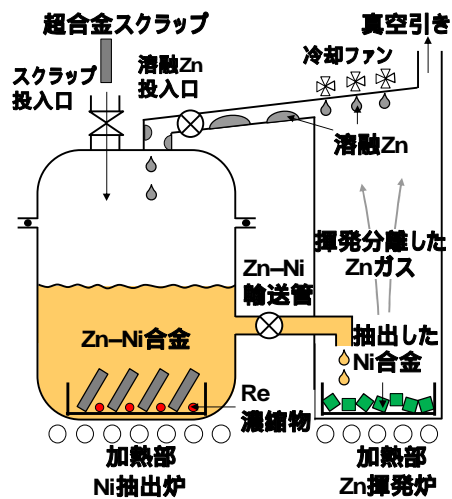 超合金スクラップ
スクラップ
投入口
溶融Zn
投入口
冷却ファン
真空引き
溶融Zn
揮発分離した
Znガス
Zn–Ni
輸送管
Zn–Ni合金
抽出した
Ni合金
Re
濃縮物
加熱部
Ni抽出炉
加熱部
Zn揮発炉